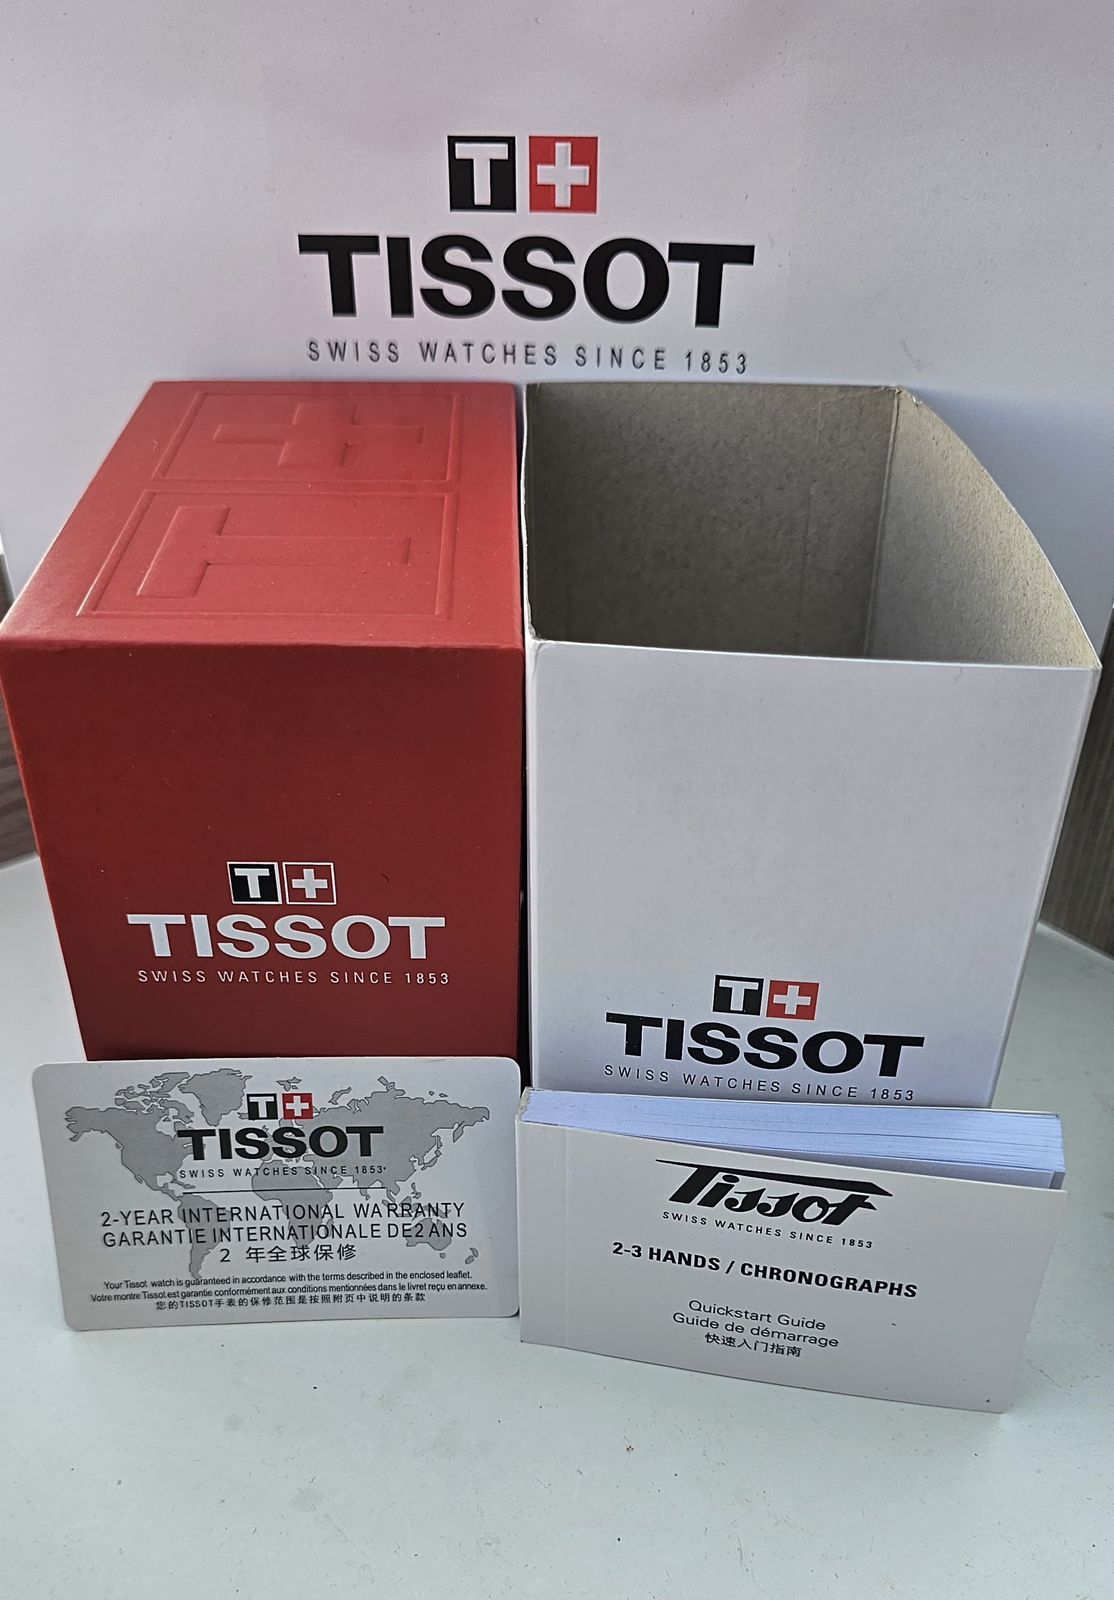 T+
TISSOT
SWISS WATCHES SINCE 1853
T+
T+
TISSOT
SWISS WATCHES SINCE 1853
T+
TISSOT
SWISS WATCHES SINCE 1853
T+
TISSOT
SWISS WATCHES SINCE 1853
2-YEAR INTERNATIONAL WARRANTY
GARANTIE INTERNATIONALE DE2 ANS
2 年全球保修
Your Tissot watch is guaranteed in accordance with the terms described in the enclosed leaflet.
Votre montre Tissot est garantie conformément aux conditions mentionnées dans le livret reçu en annexe.
您的TISSOT手表的保修范围是按照附页中说明的条款
Tissot
SWISS WATCHES SINCE 1853
2-3 HANDS / CHRONOGRAPHS
Quickstart Guide
Guide de démarrage
快速入门指南